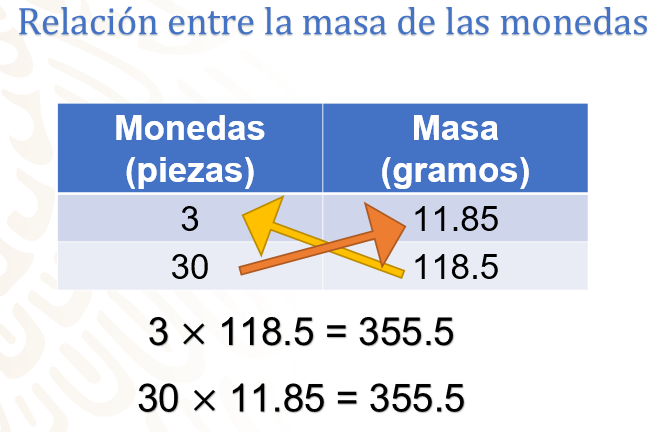 Relación entre la masa de las monedas
Monedas (piezas) Masa (gramos)
3 11.85
30 118.5
3 × 118.5 = 355.5
30 × 11.85 = 355.5